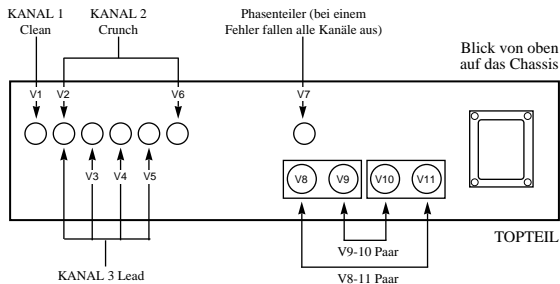 KANAL 1
Clean
KANAL 2
Crunch
Phasenteiler (bei einem
Fehler fallen alle Kanäle aus)
Blick von oben
auf das Chassis
V1
V2
V6
V7
V3
V4
V5
V8
V9
V10
V11
TOPTEIL
V9-10 Paar
KANAL 3 Lead
V8-11 Paar